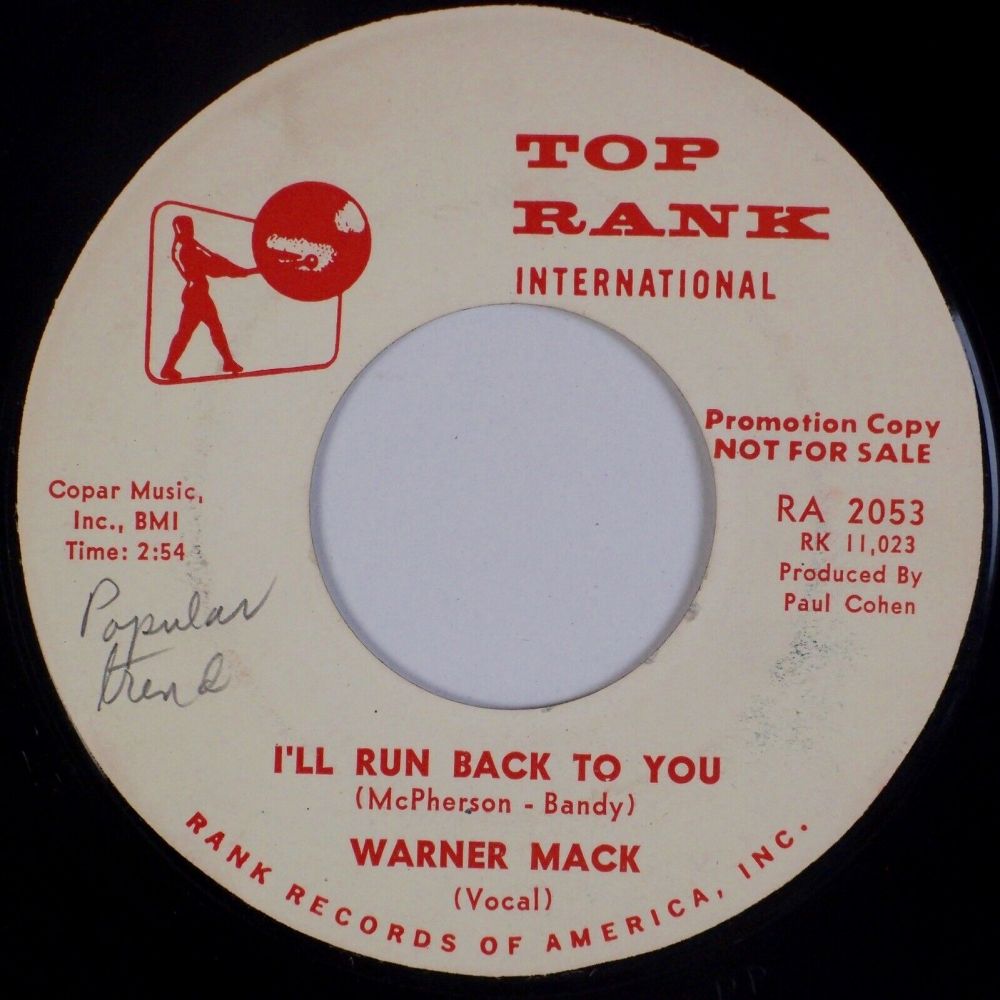 TOP
RANK
INTERNATIONAL
Promotion Copy
NOT FOR SALE
Copar Music,
Inc., BMI
Time: 2:54
RA 2053
RK 11,023
Produced By
Paul Cohen
Popular
trend
I'LL RUN BACK TO YOU
(McPherson - Bandy)
WARNER MACK
(Vocal)
RANK RECORDS OF AMERICA, INC.